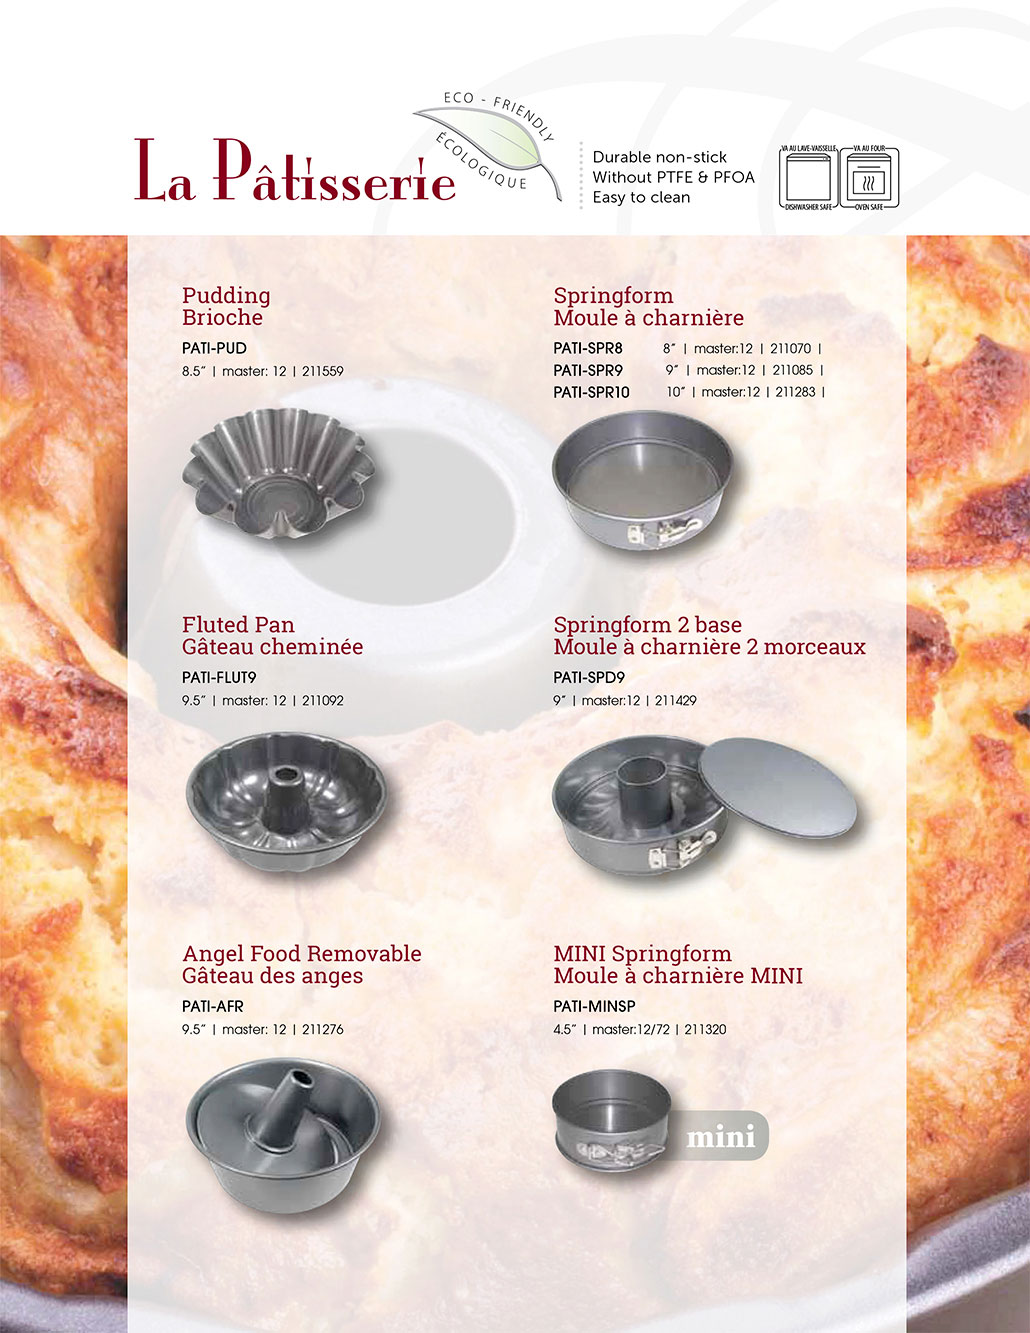 ECO - FRIENDLY
ÉCOLOGIQUE
La Pâtisserie
Durable non-stick
Without PTFE & PFOA
Easy to clean
VA AU LAVE-VAISSELLE
DISHWASHER SAFE
VA AU FOUR
OVEN SAFE
Pudding
Brioche
PATI-PUD
8.5” | master: 12 | 211559
Springform
Moule à charnière
PATI-SPR8 8” | master:12 | 211070 |
PATI-SPR9 9” | master:12 | 211085 |
PATI-SPR10 10” | master:12 | 211283 |
Fluted Pan
Gâteau cheminée
PATI-FLUT9
9.5” | master: 12 | 211092
Springform 2 base
Moule à charnière 2 morceaux
PATI-SPD9
9” | master:12 | 211429
Angel Food Removable
Gâteau des anges
PATI-AFR
9.5” | master: 12 | 211276
MINI Springform
Moule à charnière MINI
PATI-MINSP
4.5” | master:12/72 | 211320
mini